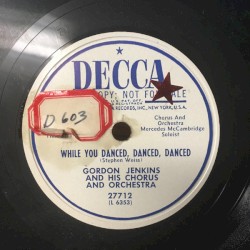 DECCA
COPY: NOT FOR SALE
RECORDS INC., NEW YORK, U.S.A.
Chorus And
Orchestra
Mercedes McCambridge
Soloist
D 603
WHILE YOU DANCED, DANCED, DANCED
(Stephen Weiss)
GORDON JENKINS
AND HIS CHORUS
AND ORCHESTRA
27712
(L 6353)